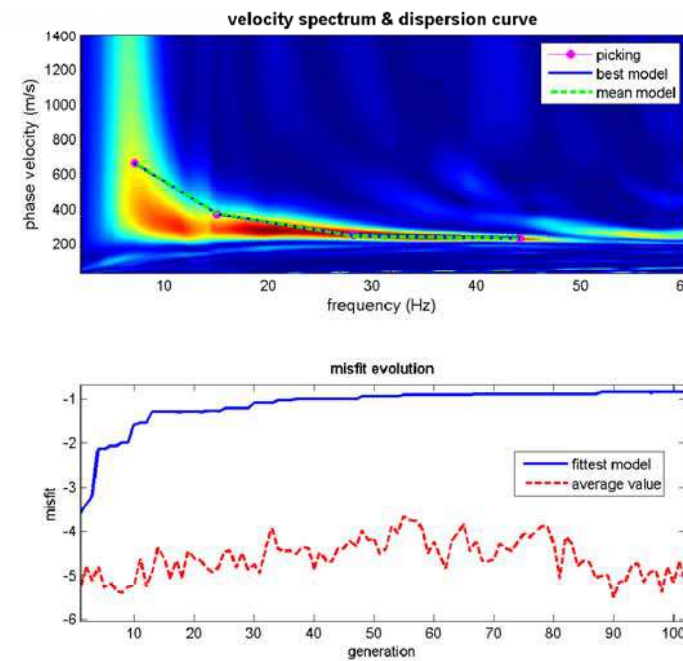 velocity spectrum & dispersion curve
phase velocity (m/s)
1400
1200
1000
800
600
400
200
picking
best model
mean model
10 20 30 40 50 6
frequency (Hz)
misfit evolution
misfit
-1
-2
-3
-4
-5
-6
fittest model
average value
10 20 30 40 50 60 70 80 90 100
generation